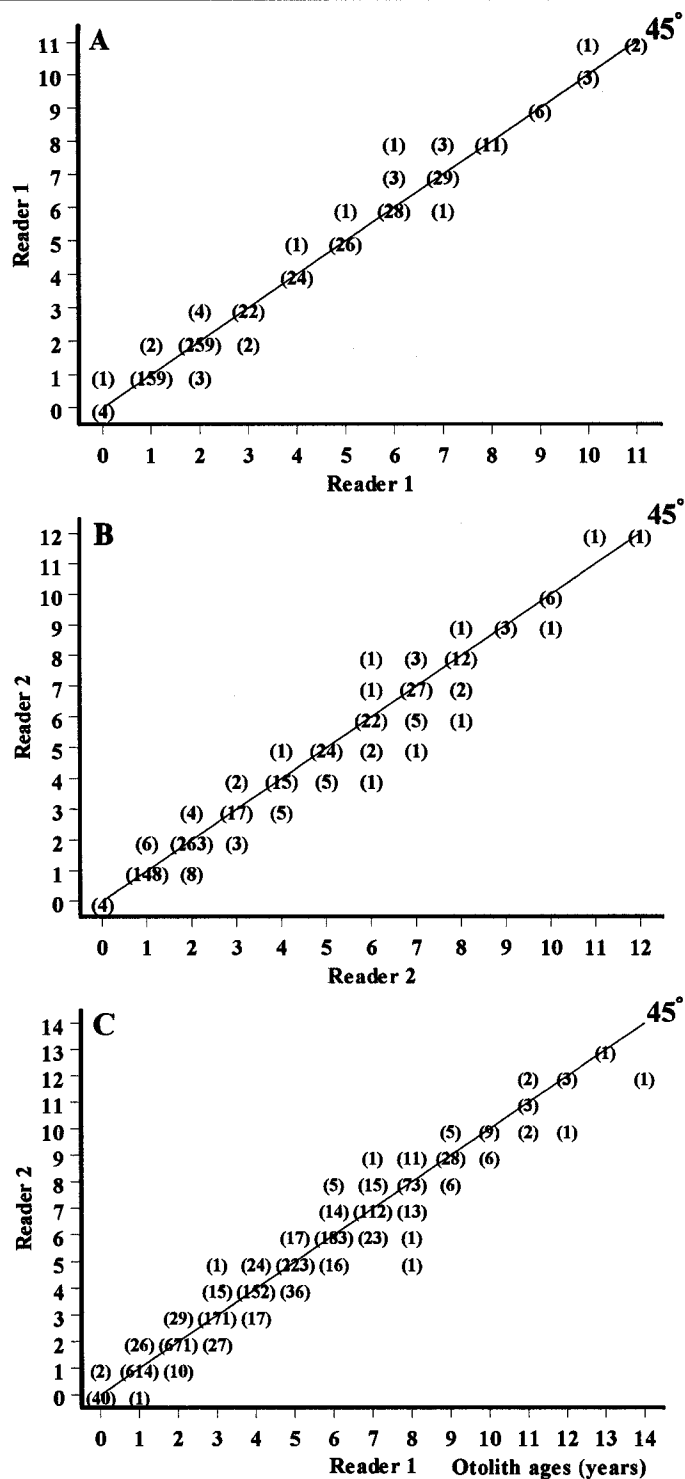 A 45°
11 (1) (2)
10 (3)
9 (6)
8 (1) (3) (11)
7 (3) (29)
6 (1) (28) (1)
5 (1) (26)
4 (24)
3 (4) (22)
2 (2) (259) (2)
1 (1) (159) (3)
0 (4)
Reader 1
0 1 2 3 4 5 6 7 8 9 10 11
Reader 1
B 45°
12 (1) (1)
11
10 (6)
9 (1) (3) (1)
8 (1) (3) (12)
7 (1) (27) (2)
6 (22) (5) (1)
5 (1) (24) (2) (1)
4 (2) (15) (5) (1)
3 (4) (17) (5)
2 (6) (263) (3)
1 (148) (8)
0 (4)
Reader 2
0 1 2 3 4 5 6 7 8 9 10 11 12
Reader 2
C 45°
14
13 (1)
12 (2) (3) (1)
11 (3)
10 (5) (9) (2) (1)
9 (1) (11) (28) (6)
8 (5) (15) (73) (6)
7 (14) (112) (13)
6 (17) (183) (23) (1)
5 (1) (24) (223) (16) (1)
4 (15) (152) (36)
3 (29) (171) (17)
2 (26) (671) (27)
1 (2) (614) (10)
0 (40) (1)
Reader 2
0 1 2 3 4 5 6 7 8 9 10 11 12 13 14
Reader 1 Otolith ages (years)